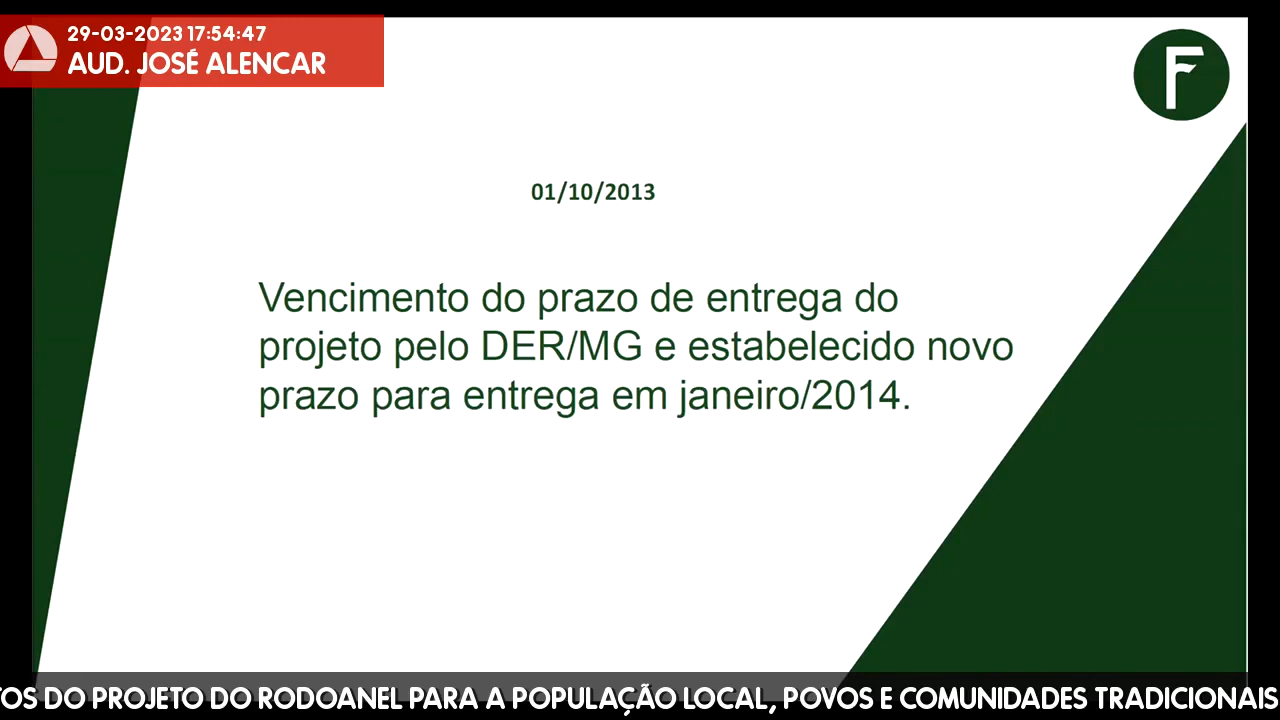 29-03-2023 17:54:47
AUD. JOSÉ ALENCAR
F
01/10/2013
Vencimento do prazo de entrega do
projeto pelo DER/MG e estabelecido novo
prazo para entrega em janeiro/2014.
TOS DO PROJETO DO RODOANEL PARA A POPULAÇÃO LOCAL, POVOS E COMUNIDADES TRADICIONAIS